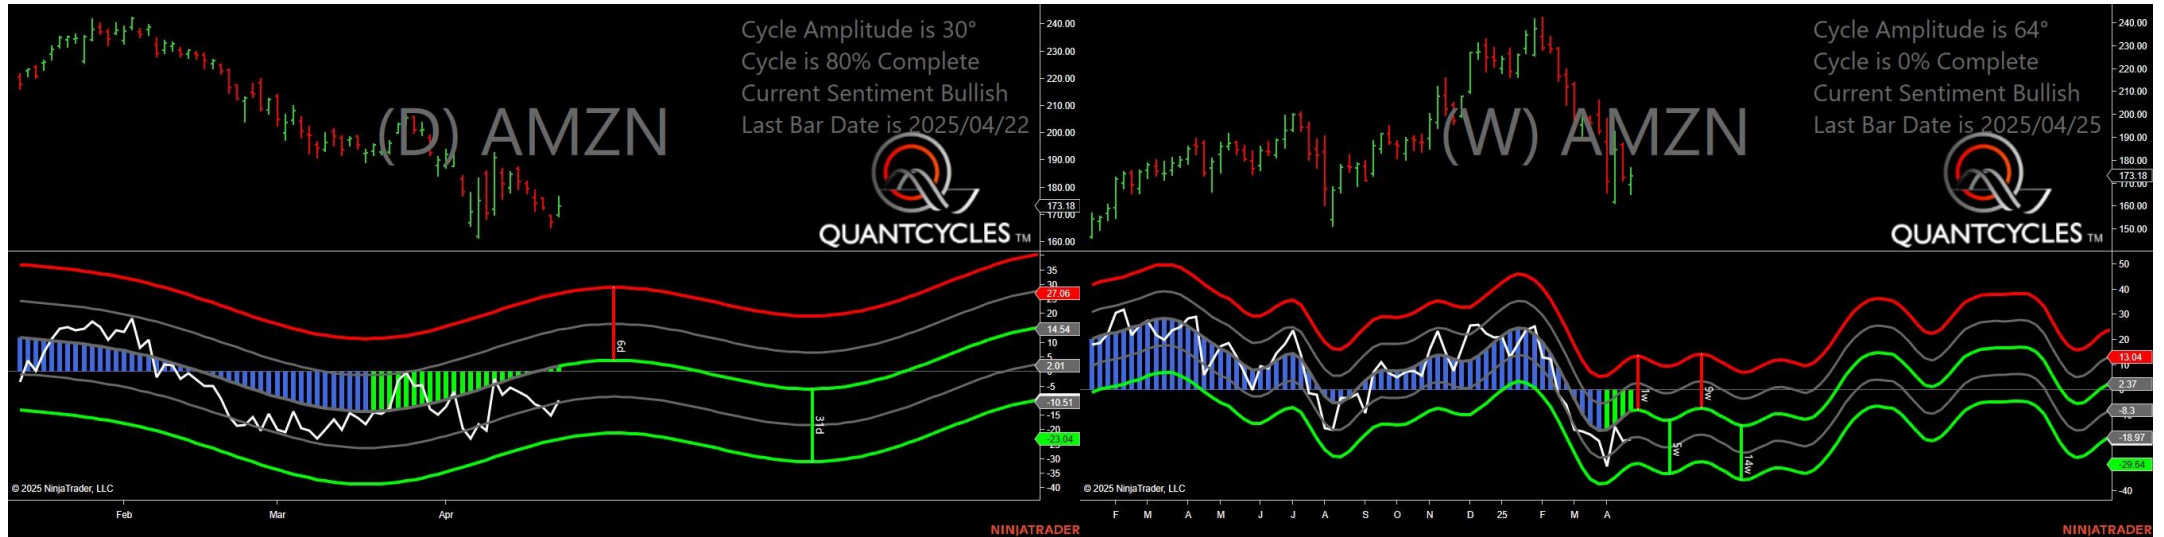 Cycle Amplitude is 30°
Cycle is 80% Complete
Current Sentiment Bullish
Last Bar Date is 2025/04/22
(D) AMZN
QUANTCYCLES TM
240.00
230.00
220.00
210.00
200.00
190.00
180.00
173.18
170.00
160.00
35
30
27.06
20
14.54
10
5
2.01
-5
-10.51
-15
-20
-23.04
-30
-35
-40
6d
31d
© 2025 NinjaTrader, LLC
Feb Mar Apr
NINJATRADER
Cycle Amplitude is 64°
Cycle is 0% Complete
Current Sentiment Bullish
Last Bar Date is 2025/04/25
(W) AMZN
QUANTCYCLES TM
240.00
230.00
220.00
210.00
200.00
190.00
180.00
173.18
170.00
160.00
150.00
50
40
30
20
13.04
10
2.37
-8.3
-18.97
-29.64
-40
1w
5w
9w
14w
© 2025 NinjaTrader, LLC
F M A M J J A S O N D 25 F M A
NINJATRADER